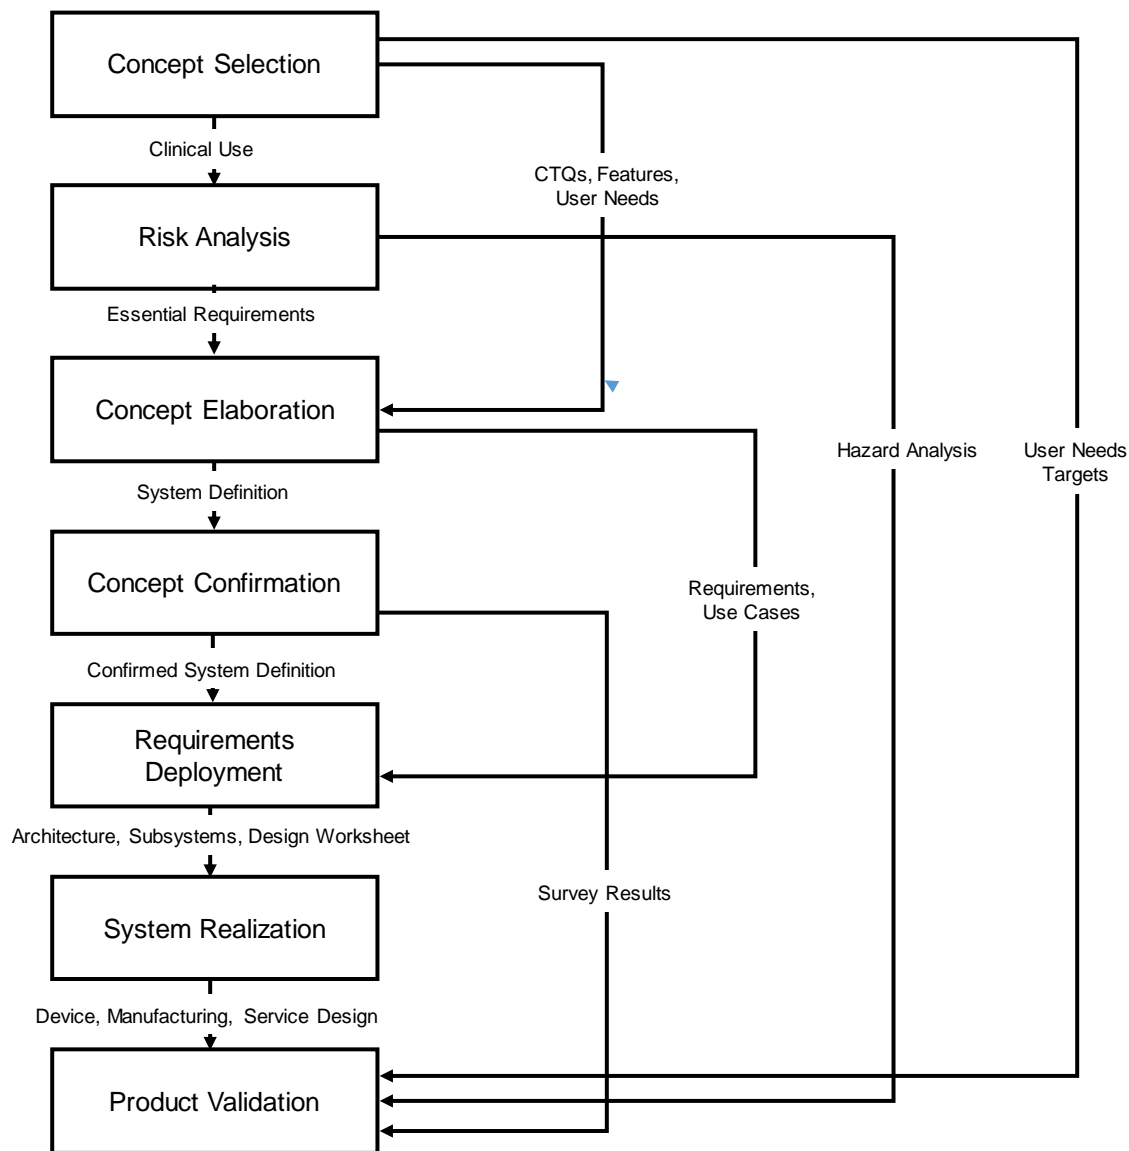 Concept Selection
Clinical Use
CTQs, Features,
User Needs
Risk Analysis
Essential Requirements
Concept Elaboration
Hazard Analysis
User Needs
Targets
System Definition
Concept Confirmation
Requirements,
Use Cases
Confirmed System Definition
Requirements
Deployment
Architecture, Subsystems, Design Worksheet
Survey Results
System Realization
Device, Manufacturing, Service Design
Product Validation